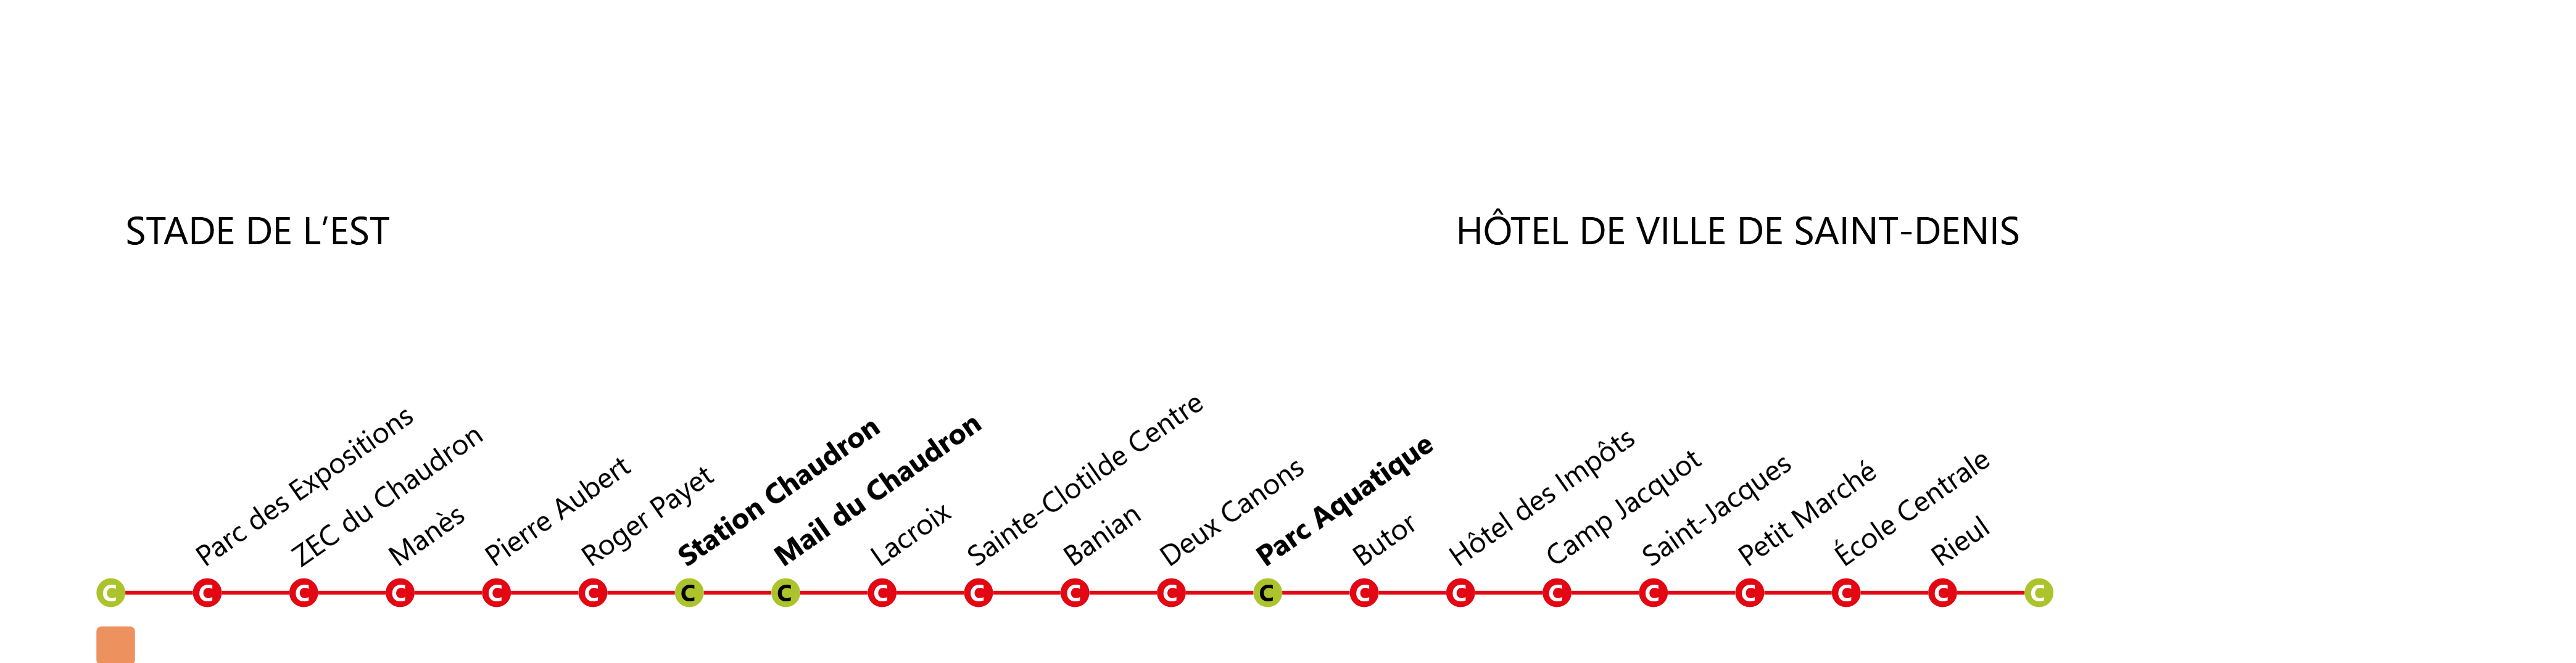 STADE DE L’EST
HÔTEL DE VILLE DE SAINT-DENIS
Parc des Expositions
ZEC du Chaudron
Manès
Pierre Aubert
Roger Payet
Station Chaudron
Mail du Chaudron
Lacroix
Sainte-Clotilde Centre
Banian
Deux Canons
Parc Aquatique
Butor
Hôtel des Impôts
Camp Jacquot
Saint-Jacques
Petit Marché
École Centrale
Rieul
C C C C C C C C C C C C C C C C C C C C C